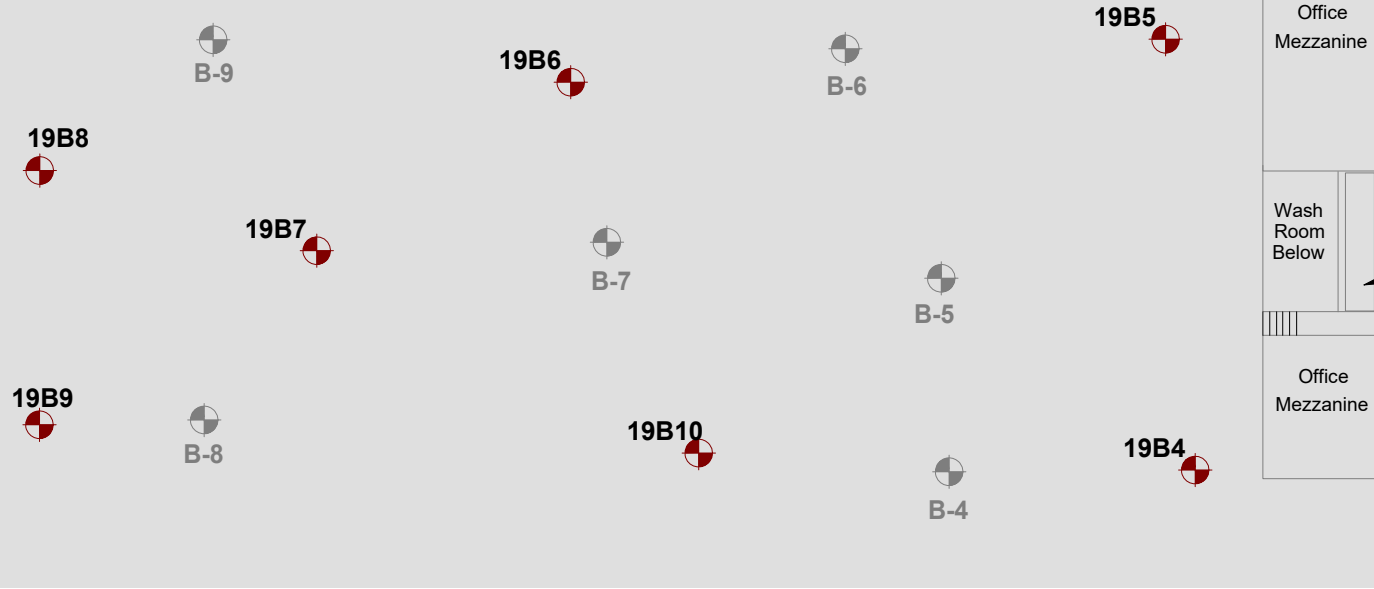 Office
Mezzanine
19B5
B-9
19B6
B-6
19B8
Wash
Room
Below
19B7
B-7
B-5
Office
Mezzanine
19B9
B-8
19B10
19B4
B-4